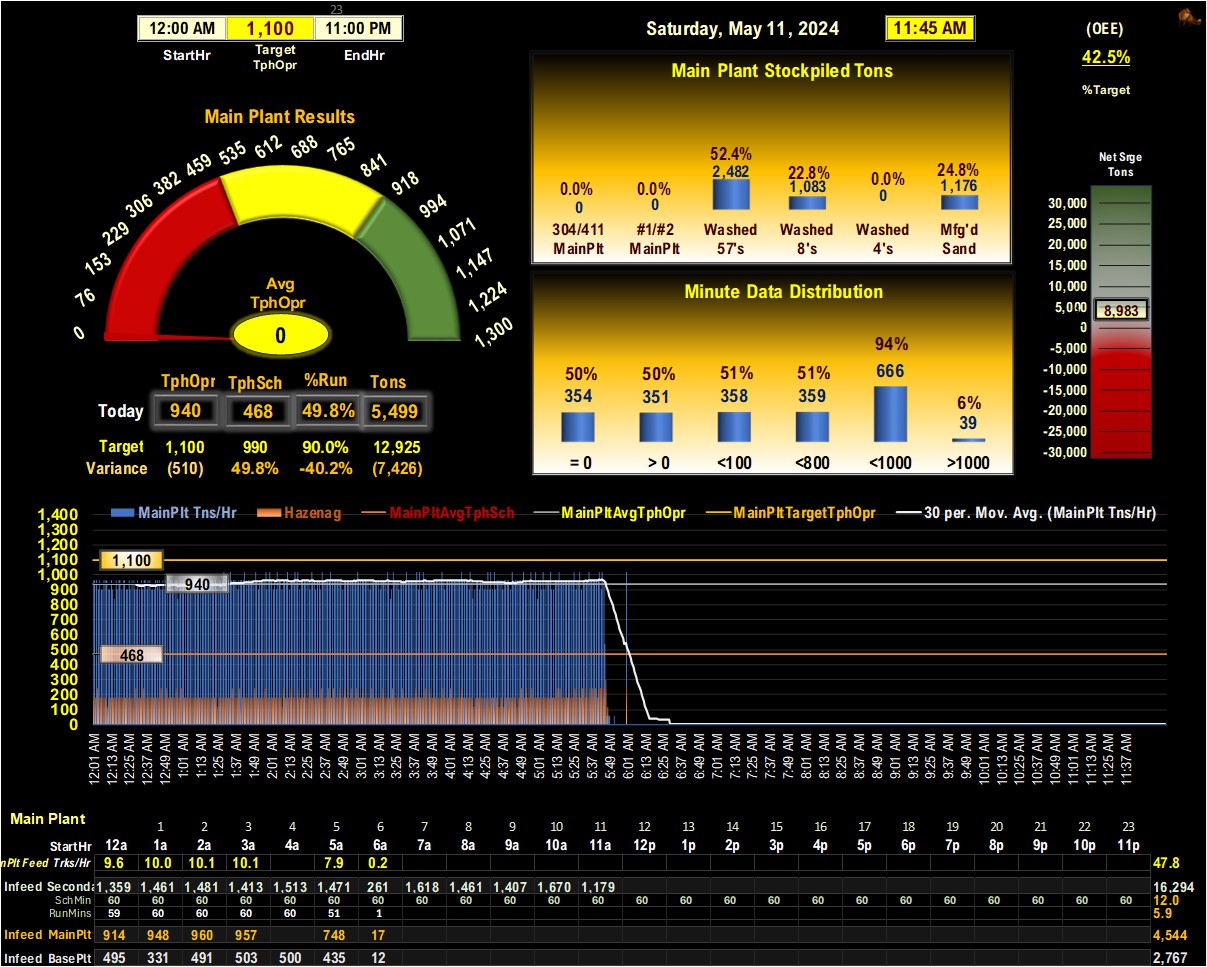 23
12:00 AM 1,100 11:00 PM
StartHr Target TphOpr EndHr
Saturday, May 11, 2024 11:45 AM
(OEE)
42.5%
%Target
Main Plant Results
0 76 153 229 306 382 459 535 612 688 765 841 918 994 1,071 1,147 1,224 1,300
Avg
TphOpr
0
TphOpr TphSch %Run Tons
Today 940 468 49.8% 5,499
Target 1,100 990 90.0% 12,925
Variance (510) 49.8% -40.2% (7,426)
Main Plant Stockpiled Tons
0.0% 0.0% 52.4% 22.8% 0.0% 24.8%
0 0 2,482 1,083 0 1,176
304/411 #1/#2 Washed Washed Washed Mfg'd
MainPlt MainPlt 57's 8's 4's Sand
Minute Data Distribution
50% 50% 51% 51% 94% 6%
354 351 358 359 666 39
= 0 > 0 <100 <800 <1000 >1000
Net Srge
Tons
30,000
25,000
20,000
15,000
10,000
5,000
8,983
0
-5,000
-10,000
-15,000
-20,000
-25,000
-30,000
MainPlt Tns/Hr Hazenag MainPltAvgTphSch MainPltAvgTphOpr MainPltTargetTphOpr 30 per. Mov. Avg. (MainPlt Tns/Hr)
1,400
1,300
1,200
1,100
1,000
900
800
700
600
500
400
300
200
100
0
1,100
940
468
12:01 AM 12:13 AM 12:25 AM 12:37 AM 12:49 AM 1:01 AM 1:13 AM 1:25 AM 1:37 AM 1:49 AM 2:01 AM 2:13 AM 2:25 AM 2:37 AM 2:49 AM 3:01 AM 3:13 AM 3:25 AM 3:37 AM 3:49 AM 4:01 AM 4:13 AM 4:25 AM 4:37 AM 4:49 AM 5:01 AM 5:13 AM 5:25 AM 5:37 AM 5:49 AM 6:01 AM 6:13 AM 6:25 AM 6:37 AM 6:49 AM 7:01 AM 7:13 AM 7:25 AM 7:37 AM 7:49 AM 8:01 AM 8:13 AM 8:25 AM 8:37 AM 8:49 AM 9:01 AM 9:13 AM 9:25 AM 9:37 AM 9:49 AM 10:01 AM 10:13 AM 10:25 AM 10:37 AM 10:49 AM 11:01 AM 11:13 AM 11:25 AM 11:37 AM
Main Plant 1 2 3 4 5 6 7 8 9 10 11 12 13 14 15 16 17 18 19 20 21 22 23
StartHr 12a 1a 2a 3a 4a 5a 6a 7a 8a 9a 10a 11a 12p 1p 2p 3p 4p 5p 6p 7p 8p 9p 10p 11p
nPlt Feed Trks/Hr 9.6 10.0 10.1 10.1 7.9 0.2 47.8
Infeed Seconda 1,359 1,461 1,481 1,413 1,513 1,471 261 1,618 1,461 1,407 1,670 1,179 16,294
SchMin 60 60 60 60 60 60 60 60 60 60 60 60 60 60 60 60 60 60 60 60 60 60 60 60 12.0
RunMins 59 60 60 60 60 51 1 5.9
Infeed MainPlt 914 948 960 957 748 17 4,544
Infeed BasePlt 495 331 491 503 500 435 12 2,767